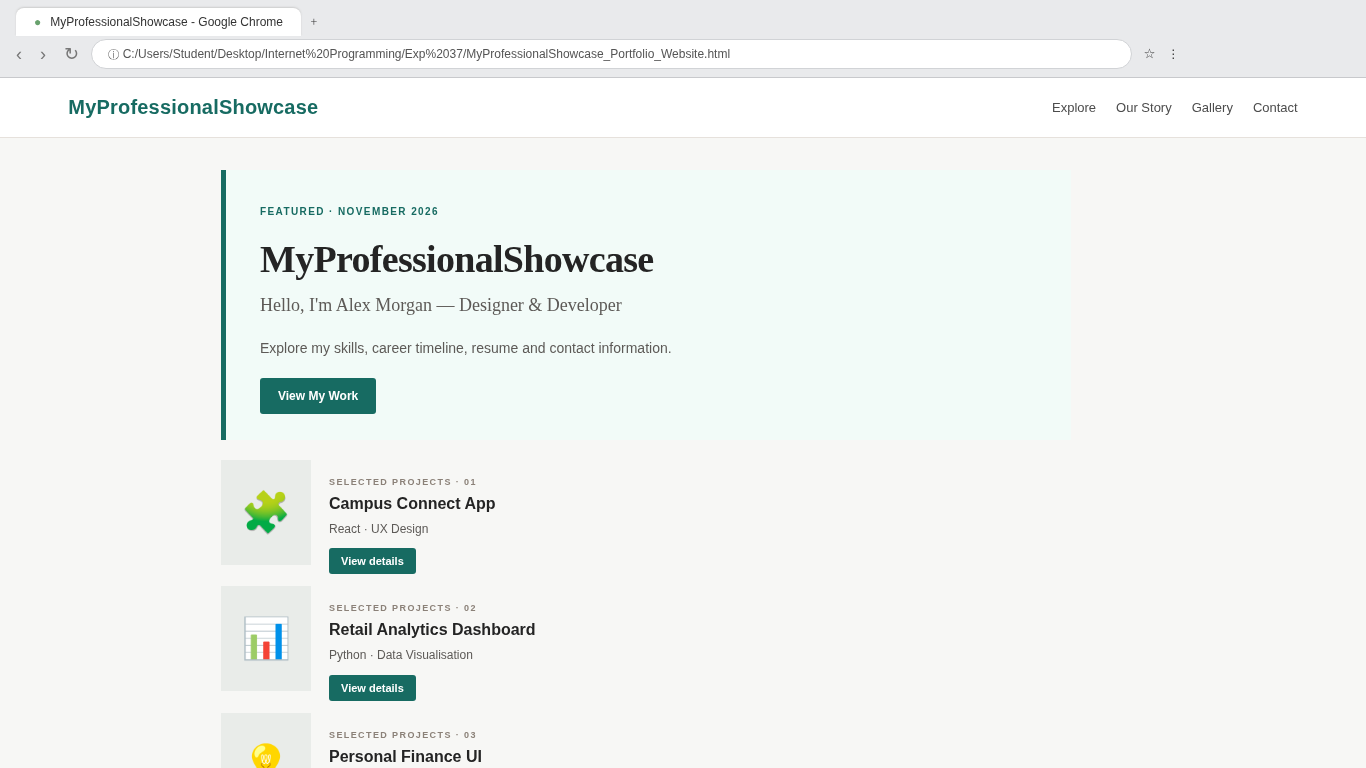 MyProfessionalShowcase - Google Chrome
+
C:/Users/Student/Desktop/Internet%20Programming/Exp%2037/MyProfessionalShowcase_Portfolio_Website.html
MyProfessionalShowcase
Explore Our Story Gallery Contact
FEATURED · NOVEMBER 2026
MyProfessionalShowcase
Hello, I'm Alex Morgan — Designer & Developer
Explore my skills, career timeline, resume and contact information.
View My Work
SELECTED PROJECTS · 01
Campus Connect App
React · UX Design
View details
SELECTED PROJECTS · 02
Retail Analytics Dashboard
Python · Data Visualisation
View details
SELECTED PROJECTS · 03
Personal Finance UI